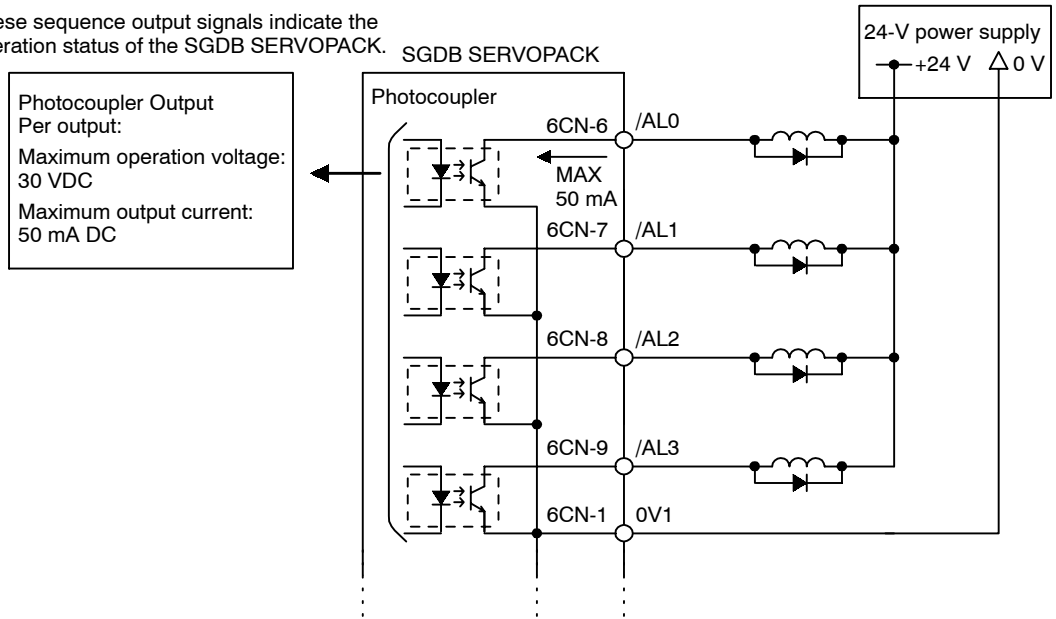 ese sequence output signals indicate the
eration status of the SGDB SERVOPACK.
SGDB SERVOPACK
24-V power supply
+24 V
0 V
Photocoupler Output
Per output:
Maximum operation voltage:
30 VDC
Maximum output current:
50 mA DC
Photocoupler
6CN-6
/AL0
MAX
50 mA
6CN-7
/AL1
6CN-8
/AL2
6CN-9
/AL3
6CN-1
0V1